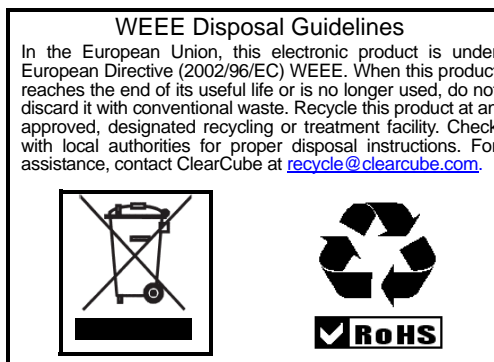 WEEE Disposal Guidelines
In the European Union, this electronic product is under
European Directive (2002/96/EC) WEEE. When this product
reaches the end of its useful life or is no longer used, do not
discard it with conventional waste. Recycle this product at an
approved, designated recycling or treatment facility. Check
with local authorities for proper disposal instructions. For
assistance, contact ClearCube at recycle@clearcube.com.
RoHS